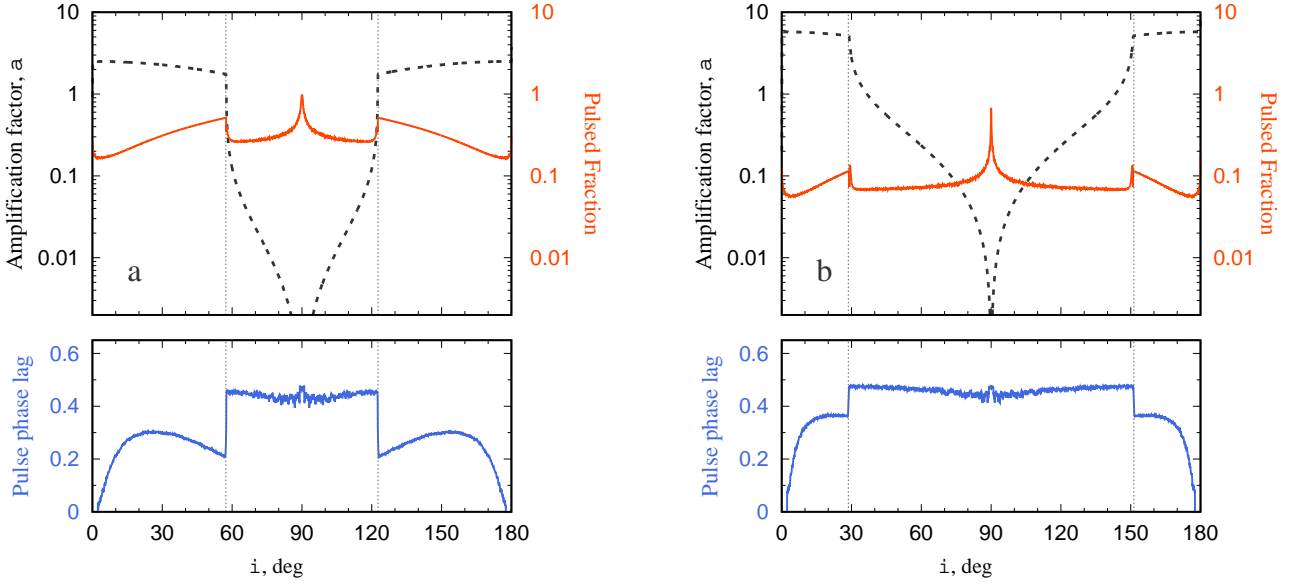 10
1
0.1
0.01
Amplification factor, a
10
1
0.1
0.01
Pulsed Fraction
a
0.6
0.4
0.2
0
Pulse phase lag
0 30 60 90 120 150 180
i, deg
10
1
0.1
0.01
Amplification factor, a
10
1
0.1
0.01
Pulsed Fraction
b
0.6
0.4
0.2
0
Pulse phase lag
0 30 60 90 120 150 180
i, deg